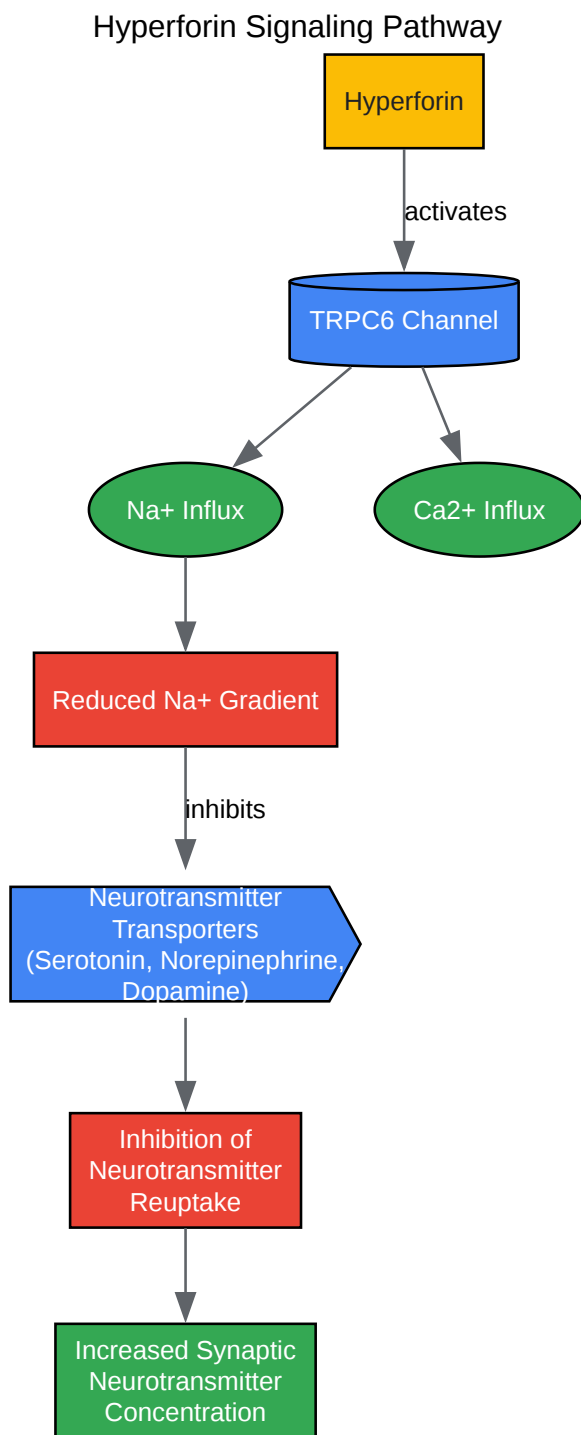 Hyperforin Signaling Pathway
Hyperforin
activates
TRPC6 Channel
Na+ Influx
Ca2+ Influx
Reduced Na+ Gradient
inhibits
Neurotransmitter
Transporters
(Serotonin, Norepinephrine,
Dopamine)
Inhibition of
Neurotransmitter
Reuptake
Increased Synaptic
Neurotransmitter
Concentration